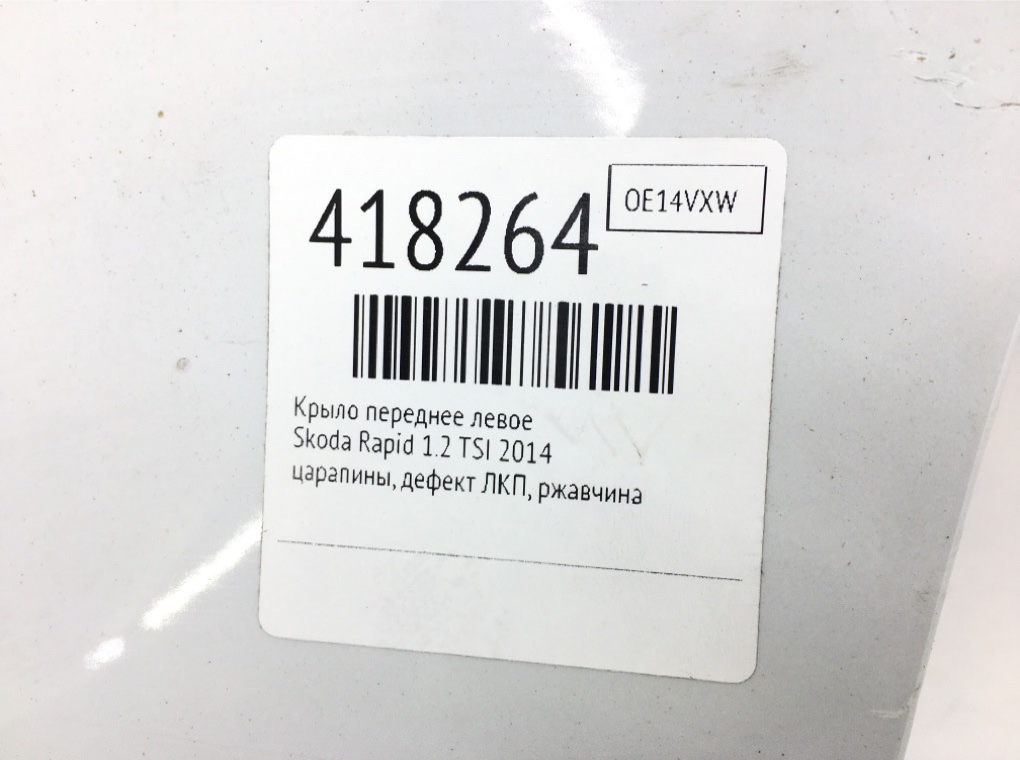 418264
OE14VXW
Крыло переднее левое
Skoda Rapid 1.2 TSI 2014
царапины, дефект ЛКП, ржавчина